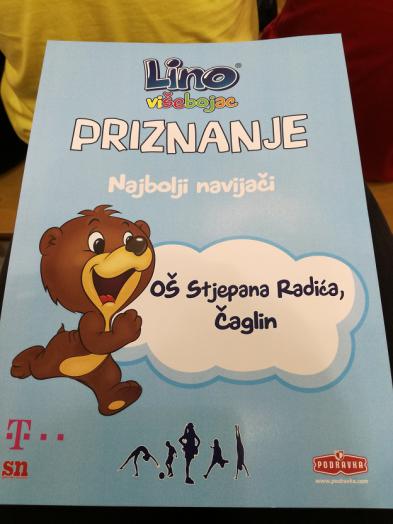 Lino®
višebojac
PRIZNANJE
Najbolji navijači
OŠ Stjepana Radića,
Čaglin
T
sn
PODRAVKA
www.podravka.com